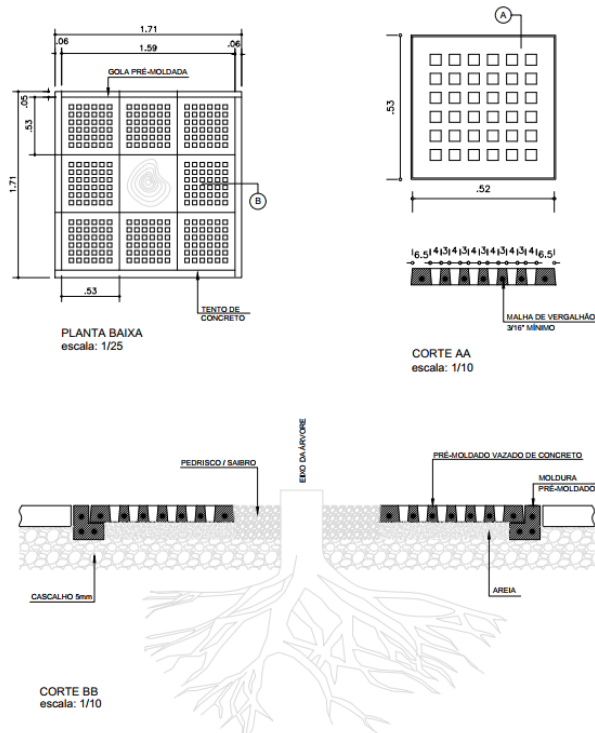 1.71
.06
1.59
.06
GOLA PRÉ-MOLDADA
.05
.53
1.71
B
.53
TENTO DE
CONCRETO
PLANTA BAIXA
escala: 1/25
A
.53
.52
6.5 4 3 4 3 4 3 4 3 4 3 4 6.5
MALHA DE VERGALHÃO
3/16" MÍNIMO
CORTE AA
escala: 1/10
EIXO DA ÁRVORE
PEDRISCO / SAIBRO
PRÉ-MOLDADO VAZADO DE CONCRETO
MOLDURA
PRÉ-MOLDADO
CASCALHO 5mm
AREIA
CORTE BB
escala: 1/10